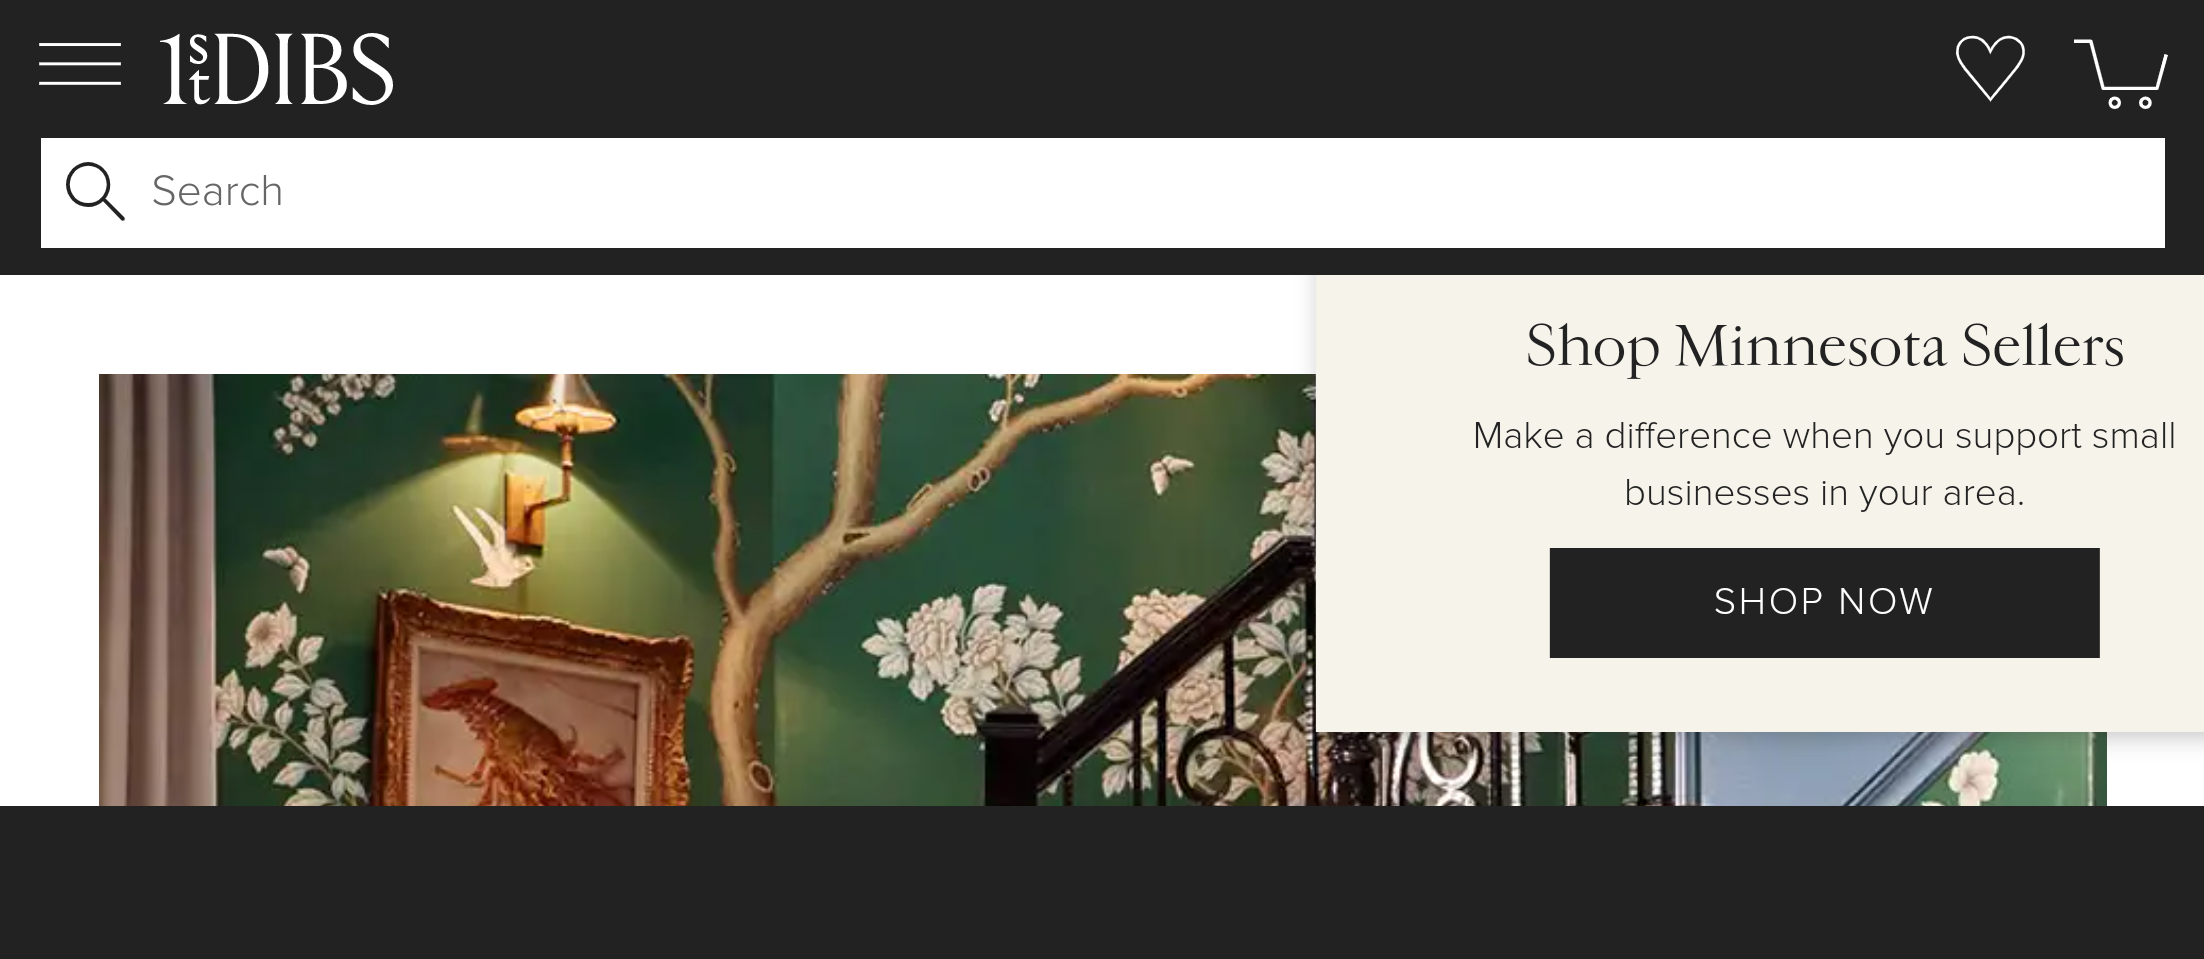 1stDIBS
Search
Shop Minnesota Sellers
Make a difference when you support small
businesses in your area.
SHOP NOW